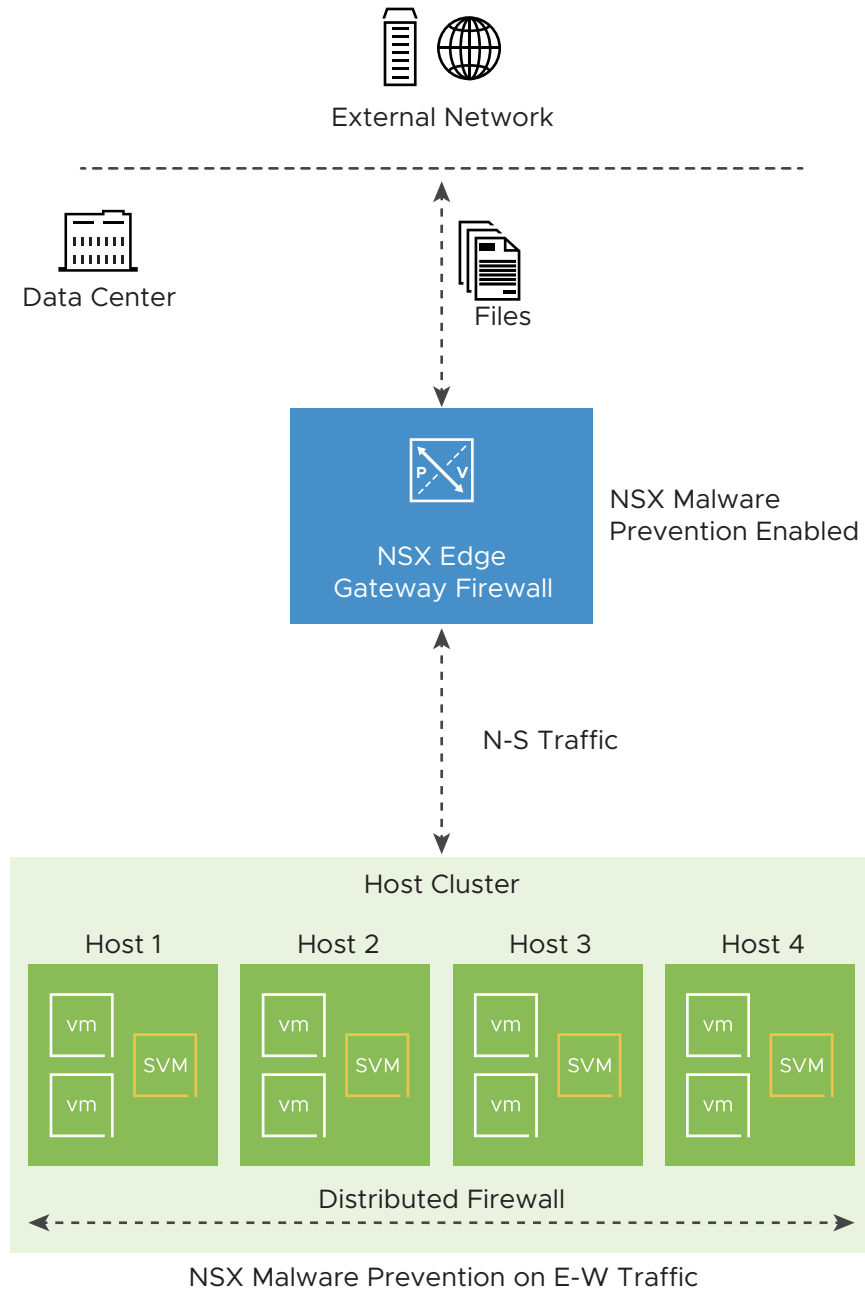 External Network
Data Center
Files
P V
NSX Edge
Gateway Firewall
NSX Malware
Prevention Enabled
N-S Traffic
Host Cluster
Host 1
Host 2
Host 3
Host 4
vm
vm
SVM
vm
vm
SVM
vm
vm
SVM
vm
vm
SVM
Distributed Firewall
NSX Malware Prevention on E-W Traffic